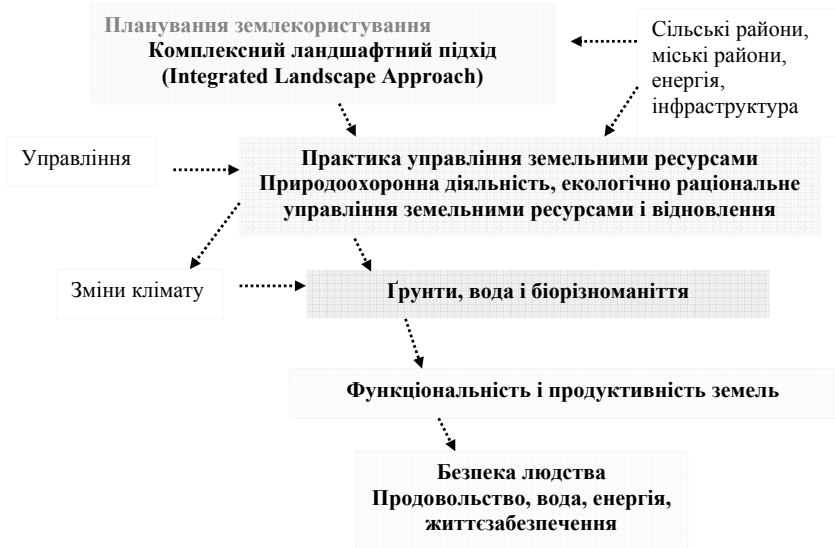 Планування землекористування
Комплексний ландшафтний підхід
(Integrated Landscape Approach)
Сільські райони,
міські райони,
енергія,
інфраструктура
Управління
Практика управління земельними ресурсами
Природоохоронна діяльність, екологічно раціональне
управління земельними ресурсами і відновлення
Зміни клімату
Ґрунти, вода і біорізноманіття
Функціональність і продуктивність земель
Безпека людства
Продовольство, вода, енергія,
життєзабезпечення